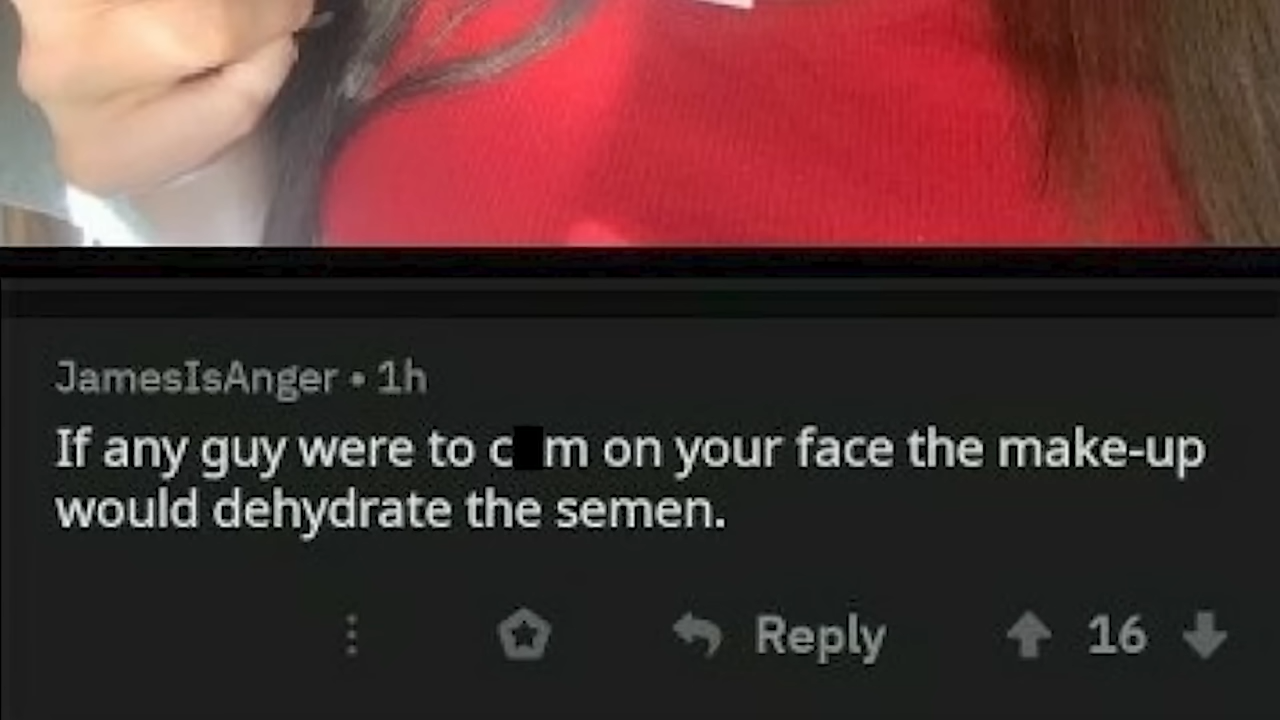 JamesIsAnger • 1h
If any guy were to c█m on your face the make-up
would dehydrate the semen.
Reply 16